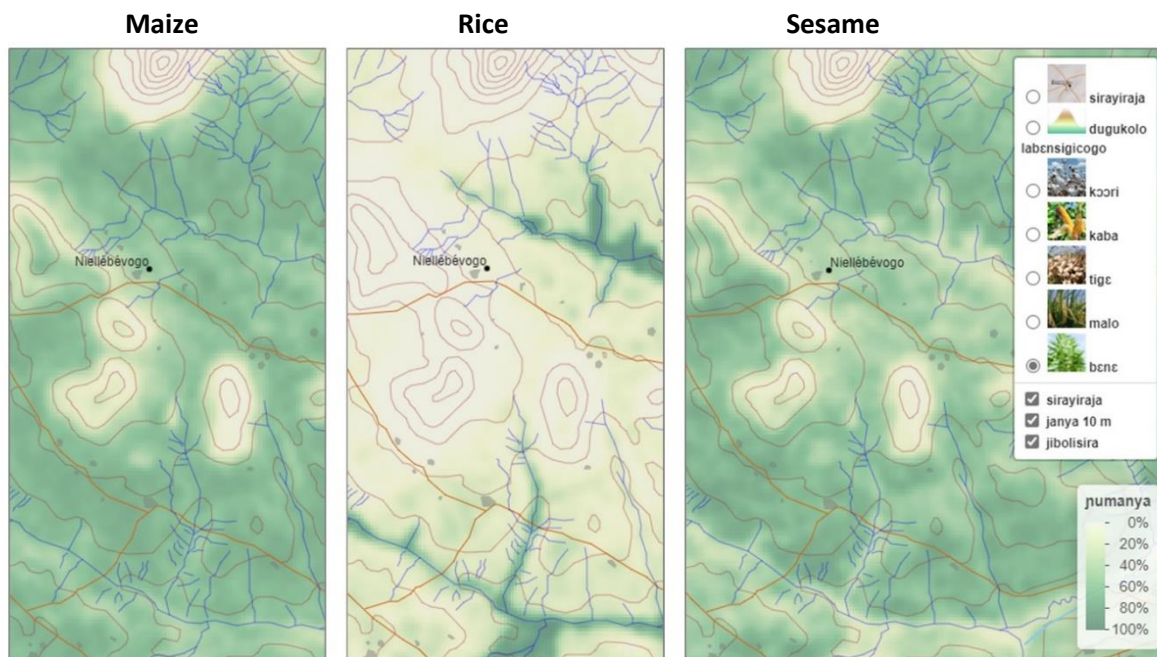 Maize
Rice
Sesame
Niellébévogo
Niellébévogo
Niellébévogo
sirayiraja
dugukolo
labɛnsigicogo
kɔɔri
kaba
tigɛ
malo
bɛnɛ
sirayiraja
janya 10 m
jibolisira
ɲumanya
0%
20%
40%
60%
80%
100%